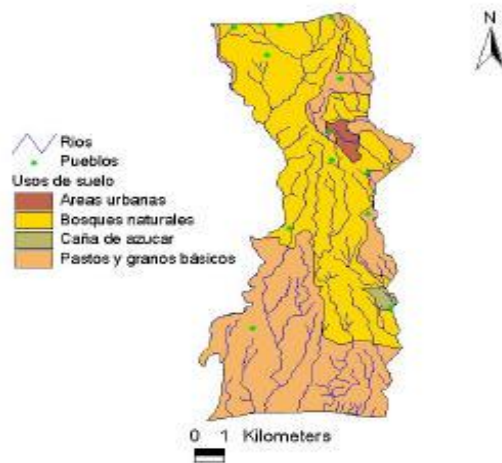 N
Rios
Pueblos
Usos de suelo
Areas urbanas
Bosques naturales
Caña de azucar
Pastos y granos básicos
0 1 Kilometers